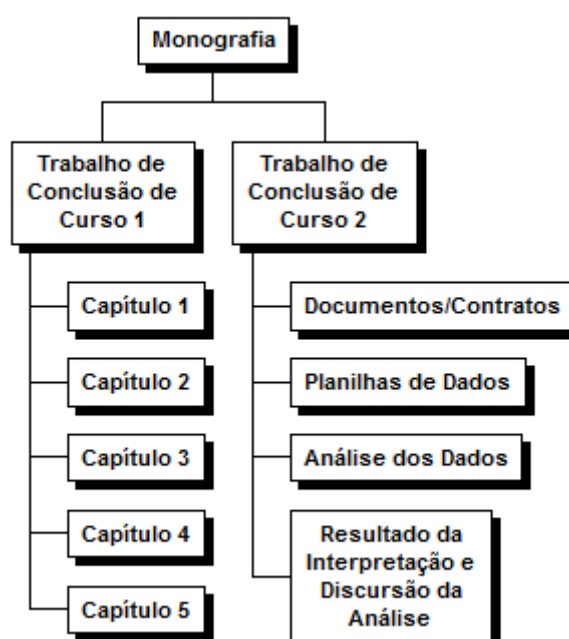 Monografia
Trabalho de
Conclusão de
Curso 1
Trabalho de
Conclusão de
Curso 2
Capítulo 1
Capítulo 2
Capítulo 3
Capítulo 4
Capítulo 5
Documentos/Contratos
Planilhas de Dados
Análise dos Dados
Resultado da
Interpretação e
Discursão da
Análise